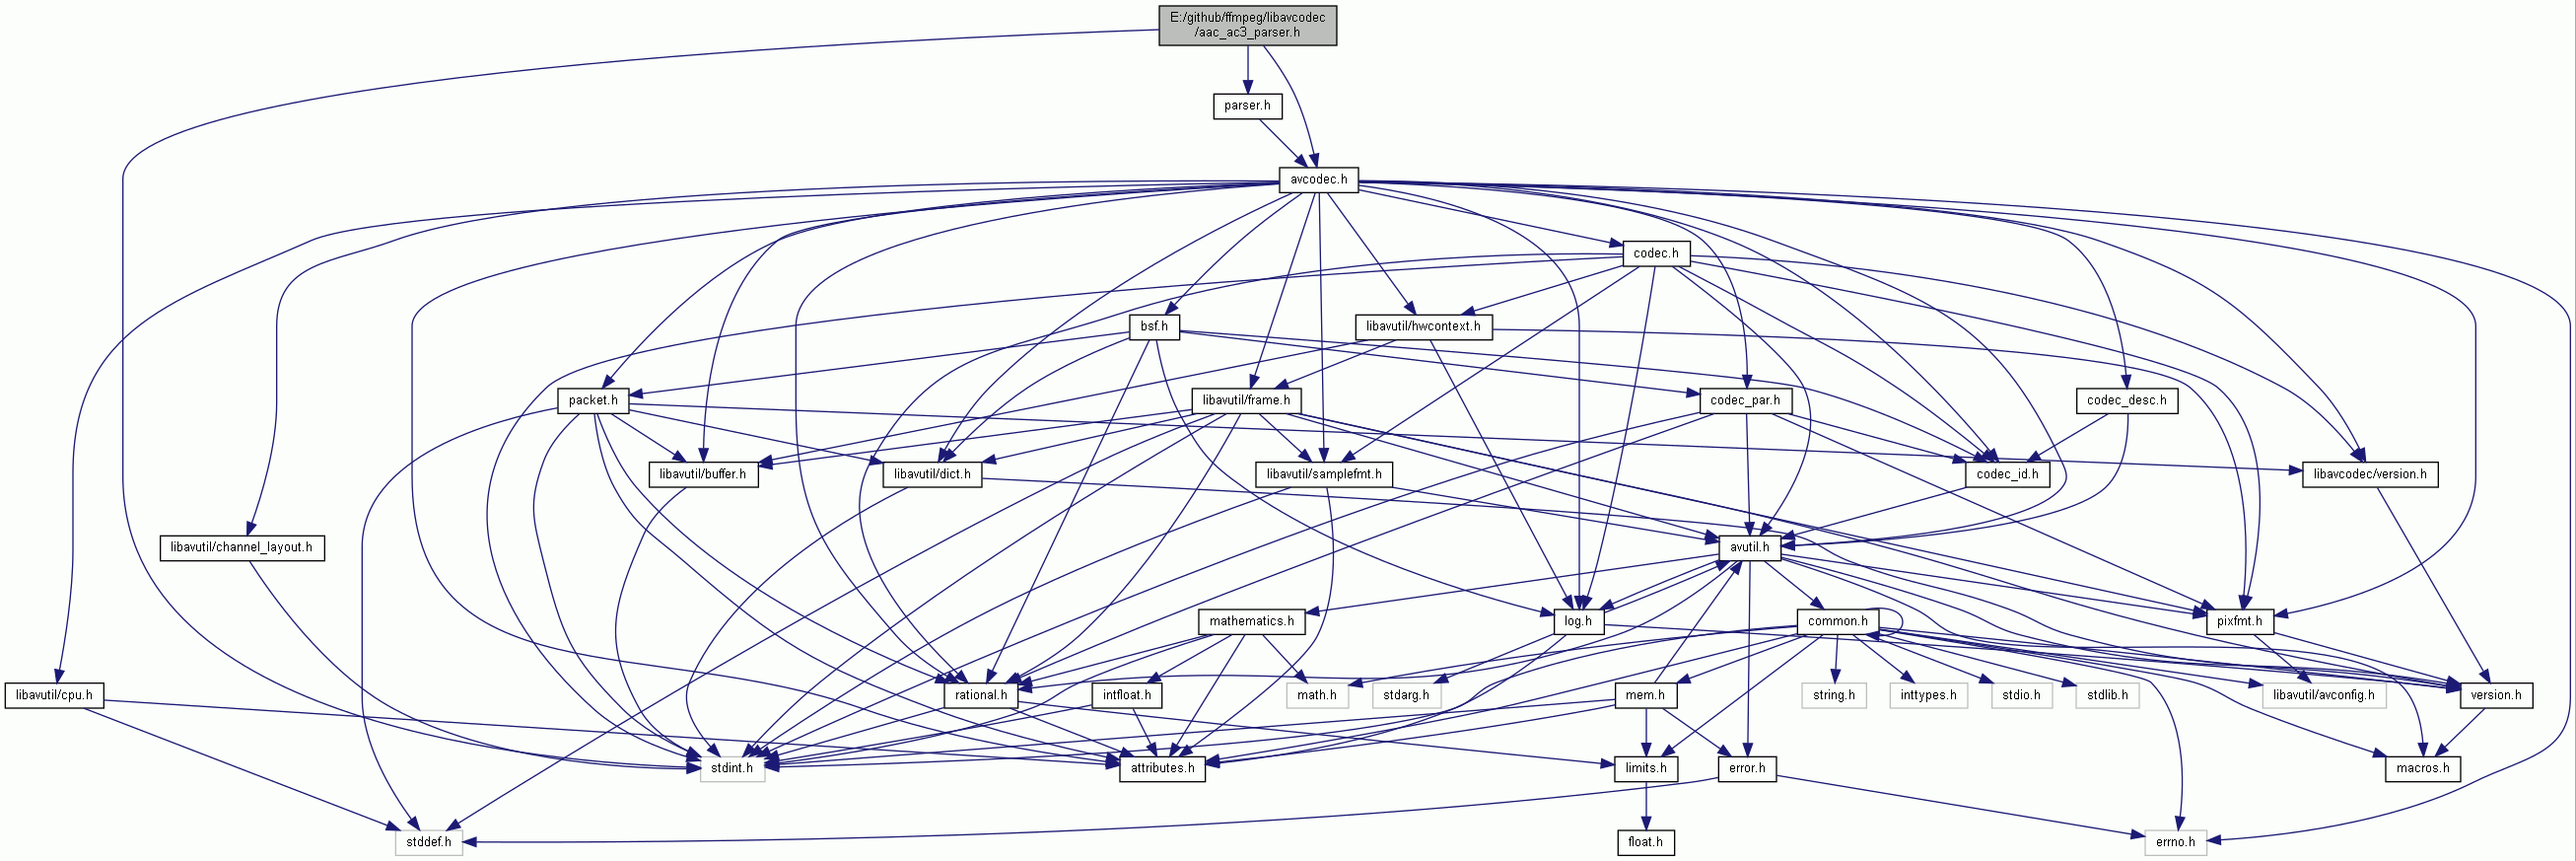 E:/github/ffmpeg/libavcodec
/aac_ac3_parser.h
parser.h
avcodec.h
codec.h
bsf.h
libavutil/hwcontext.h
packet.h
libavutil/frame.h
codec_par.h
codec_desc.h
libavutil/buffer.h
libavutil/dict.h
libavutil/samplefmt.h
codec_id.h
libavcodec/version.h
libavutil/channel_layout.h
avutil.h
mathematics.h
log.h
common.h
pixfmt.h
libavutil/cpu.h
rational.h
intfloat.h
math.h
stdarg.h
mem.h
string.h
inttypes.h
stdio.h
stdlib.h
libavutil/avconfig.h
version.h
stdint.h
attributes.h
limits.h
error.h
macros.h
stddef.h
float.h
errno.h